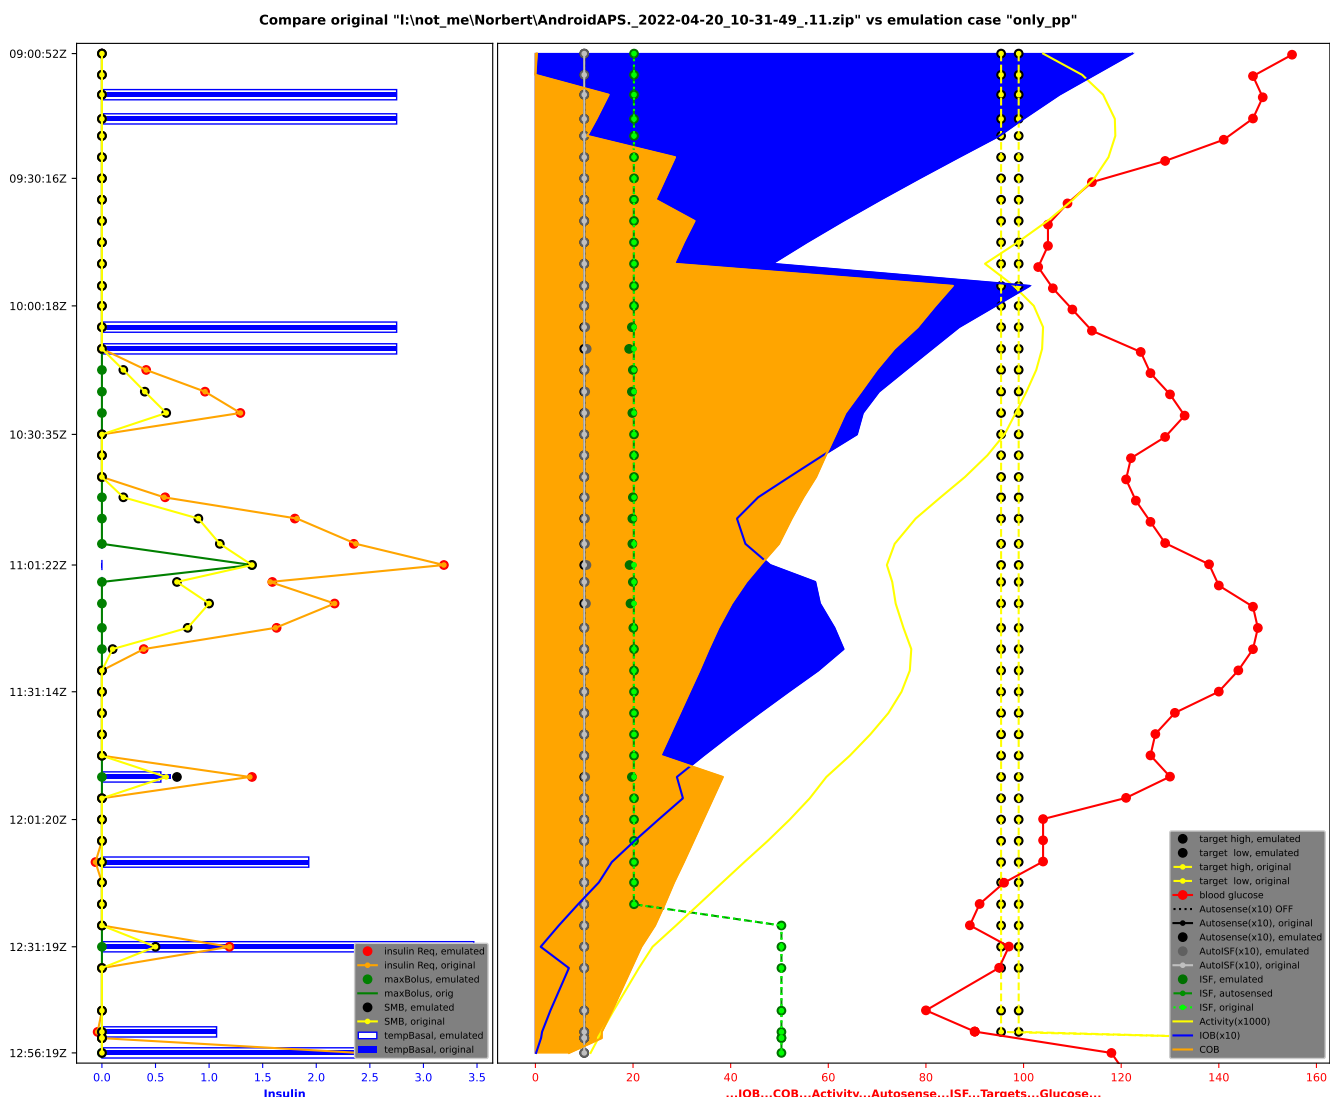 Compare original "I:\not_me\Norbert\AndroidAPS._2022-04-20_10-31-49_.11.zip" vs emulation case "only_pp"
09:00:52Z
09:30:16Z
10:00:18Z
10:30:35Z
11:01:22Z
11:31:14Z
12:01:20Z
12:31:19Z
12:56:19Z
insulin Req, emulated
insulin Req, original
maxBolus, emulated
maxBolus, orig
SMB, emulated
SMB, original
tempBasal, emulated
tempBasal, original
0.0 0.5 1.0 1.5 2.0 2.5 3.0 3.5
Insulin
target high, emulated
target  low, emulated
target high, original
target  low, original
blood glucose
Autosense(x10) OFF
Autosense(x10), original
Autosense(x10), emulated
AutoISF(x10), emulated
AutoISF(x10), original
ISF, emulated
ISF, autosensed
ISF, original
Activity(x1000)
IOB(x10)
COB
0 20 40 60 80 100 120 140 160
...IOB...COB...Activity...Autosense...ISF...Targets...Glucose...